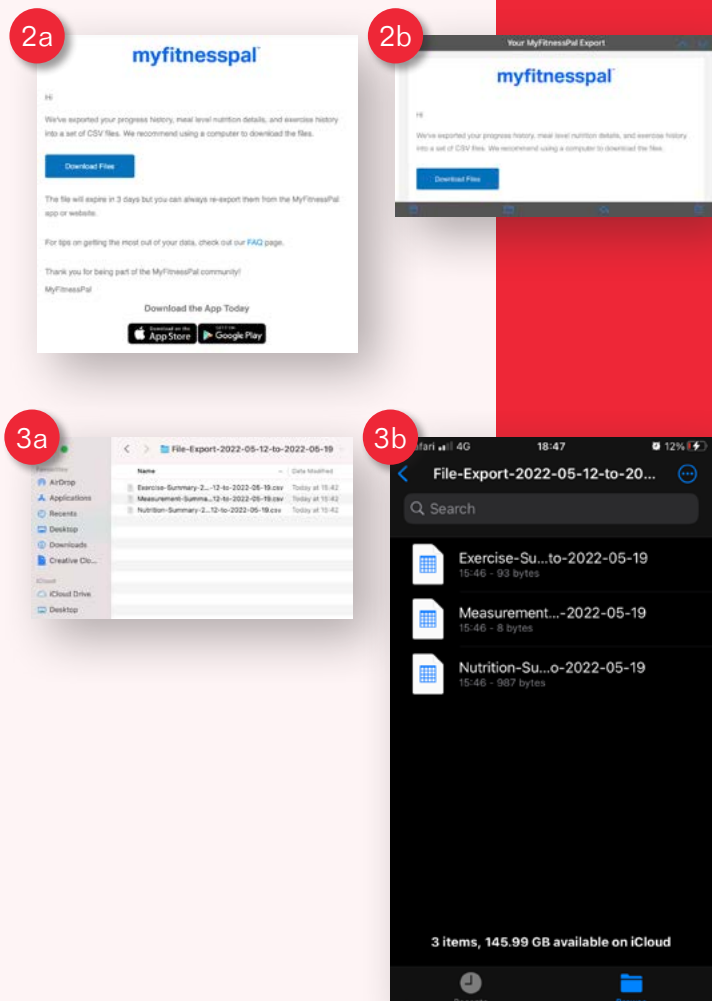 2a
myfitnesspal
Hi
We've exported your progress history, meal level nutrition details, and exercise history
into a set of CSV files. We recommend using a computer to download the files.
Download Files
The file will expire in 3 days but you can always re-export them from the MyFitnessPal
app or website.
For tips on getting the most out of your data, check out our FAQ page.
Thank you for being part of the MyFitnessPal community!
MyFitnessPal
Download the App Today
Download on the
App Store
GET IT ON
Google Play
2b
Your MyFitnessPal Export
myfitnesspal
Hi
We've exported your progress history, meal level nutrition details, and exercise history
into a set of CSV files. We recommend using a computer to download the files.
Download Files
3a
Favourites
AirDrop
Applications
Recents
Desktop
Downloads
Creative Clo...
iCloud
iCloud Drive
Desktop
File-Export-2022-05-12-to-2022-05-19
Name
Date Modified
Exercise-Summary-2...-12-to-2022-05-19.csv Today at 15:42
Measurement-Summa...12-to-2022-05-19.csv Today at 15:42
Nutrition-Summary-2...12-to-2022-05-19.csv Today at 15:42
3b
fari 4G 18:47 12%
File-Export-2022-05-12-to-20...
Search
Exercise-Su...to-2022-05-19
15:46 - 93 bytes
Measurement...-2022-05-19
15:46 - 8 bytes
Nutrition-Su...o-2022-05-19
15:46 - 987 bytes
3 items, 145.99 GB available on iCloud